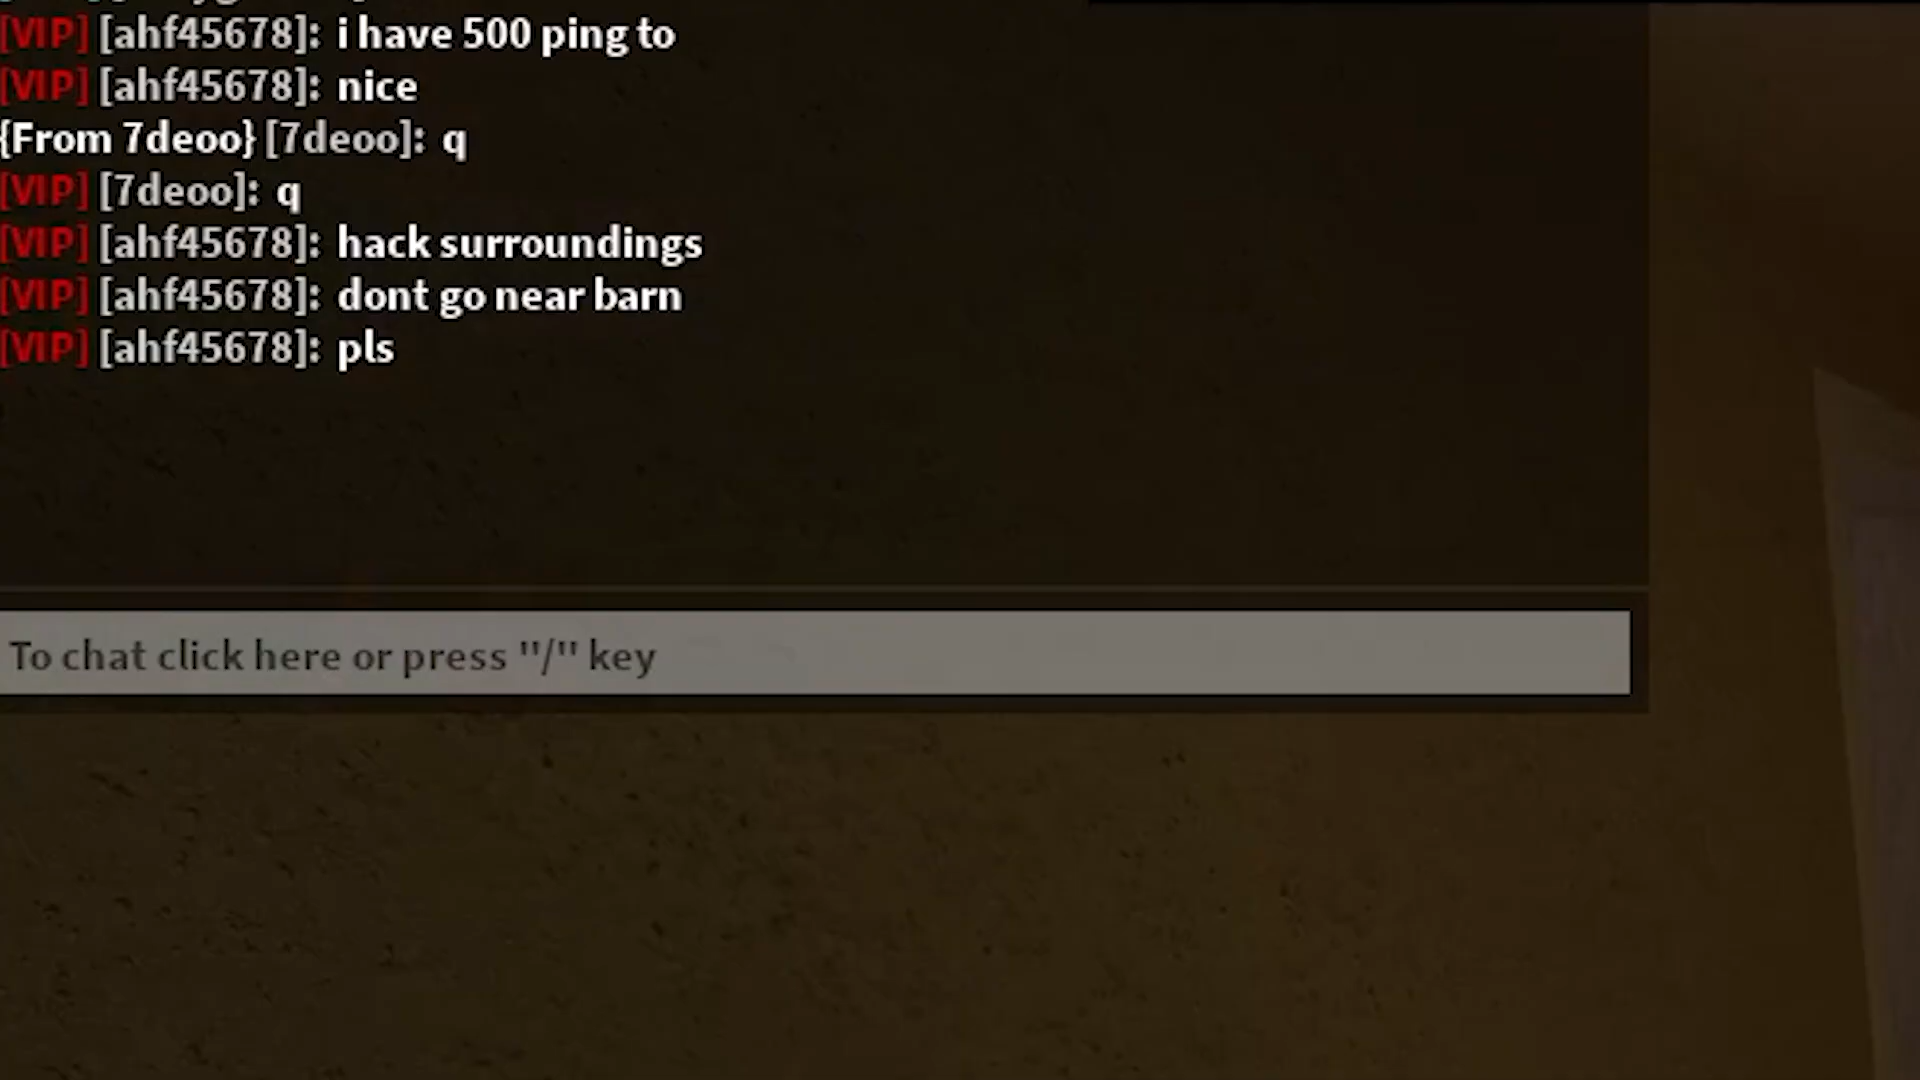 [VIP] [ahf45678]: i have 500 ping to
[VIP] [ahf45678]: nice
{From 7deoo} [7deoo]: q
[VIP] [7deoo]: q
[VIP] [ahf45678]: hack surroundings
[VIP] [ahf45678]: dont go near barn
[VIP] [ahf45678]: pls
To chat click here or press "/" key